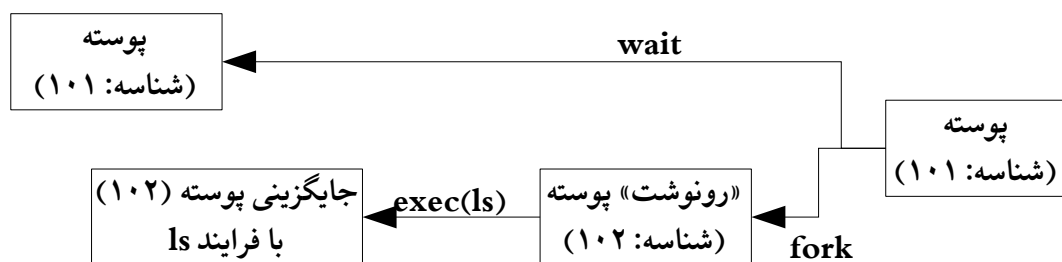 پوسته
(شناسه: ۱۰۱)
wait
پوسته
(شناسه: ۱۰۱)
fork
«رونوشت» پوسته
(شناسه: ۱۰۲)
exec(ls)
جایگزینی پوسته (۱۰۲)
با فرایند ls